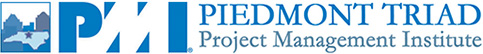 PMI® PIEDMONT TRIAD
Project Management Institute